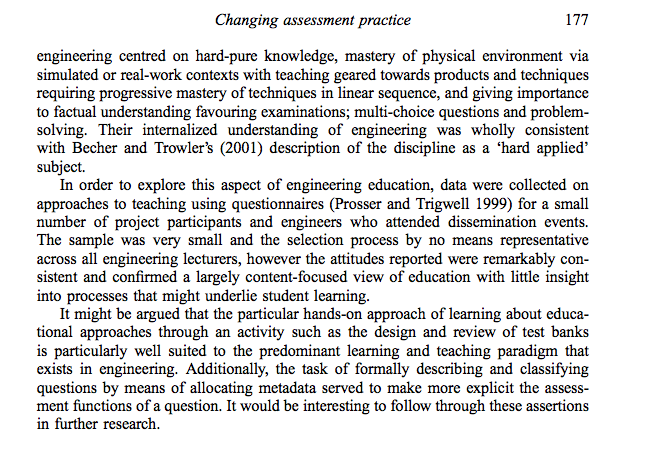 Changing assessment practice 177
engineering centred on hard-pure knowledge, mastery of physical environment via
simulated or real-work contexts with teaching geared towards products and techniques
requiring progressive mastery of techniques in linear sequence, and giving importance
to factual understanding favouring examinations; multi-choice questions and problem-
solving. Their internalized understanding of engineering was wholly consistent
with Becher and Trowler's (2001) description of the discipline as a 'hard applied'
subject.
In order to explore this aspect of engineering education, data were collected on
approaches to teaching using questionnaires (Prosser and Trigwell 1999) for a small
number of project participants and engineers who attended dissemination events.
The sample was very small and the selection process by no means representative
across all engineering lecturers, however the attitudes reported were remarkably con-
sistent and confirmed a largely content-focused view of education with little insight
into processes that might underlie student learning.
It might be argued that the particular hands-on approach of learning about educa-
tional approaches through an activity such as the design and review of test banks
is particularly well suited to the predominant learning and teaching paradigm that
exists in engineering. Additionally, the task of formally describing and classifying
questions by means of allocating metadata served to make more explicit the assess-
ment functions of a question. It would be interesting to follow through these assertions
in further research.